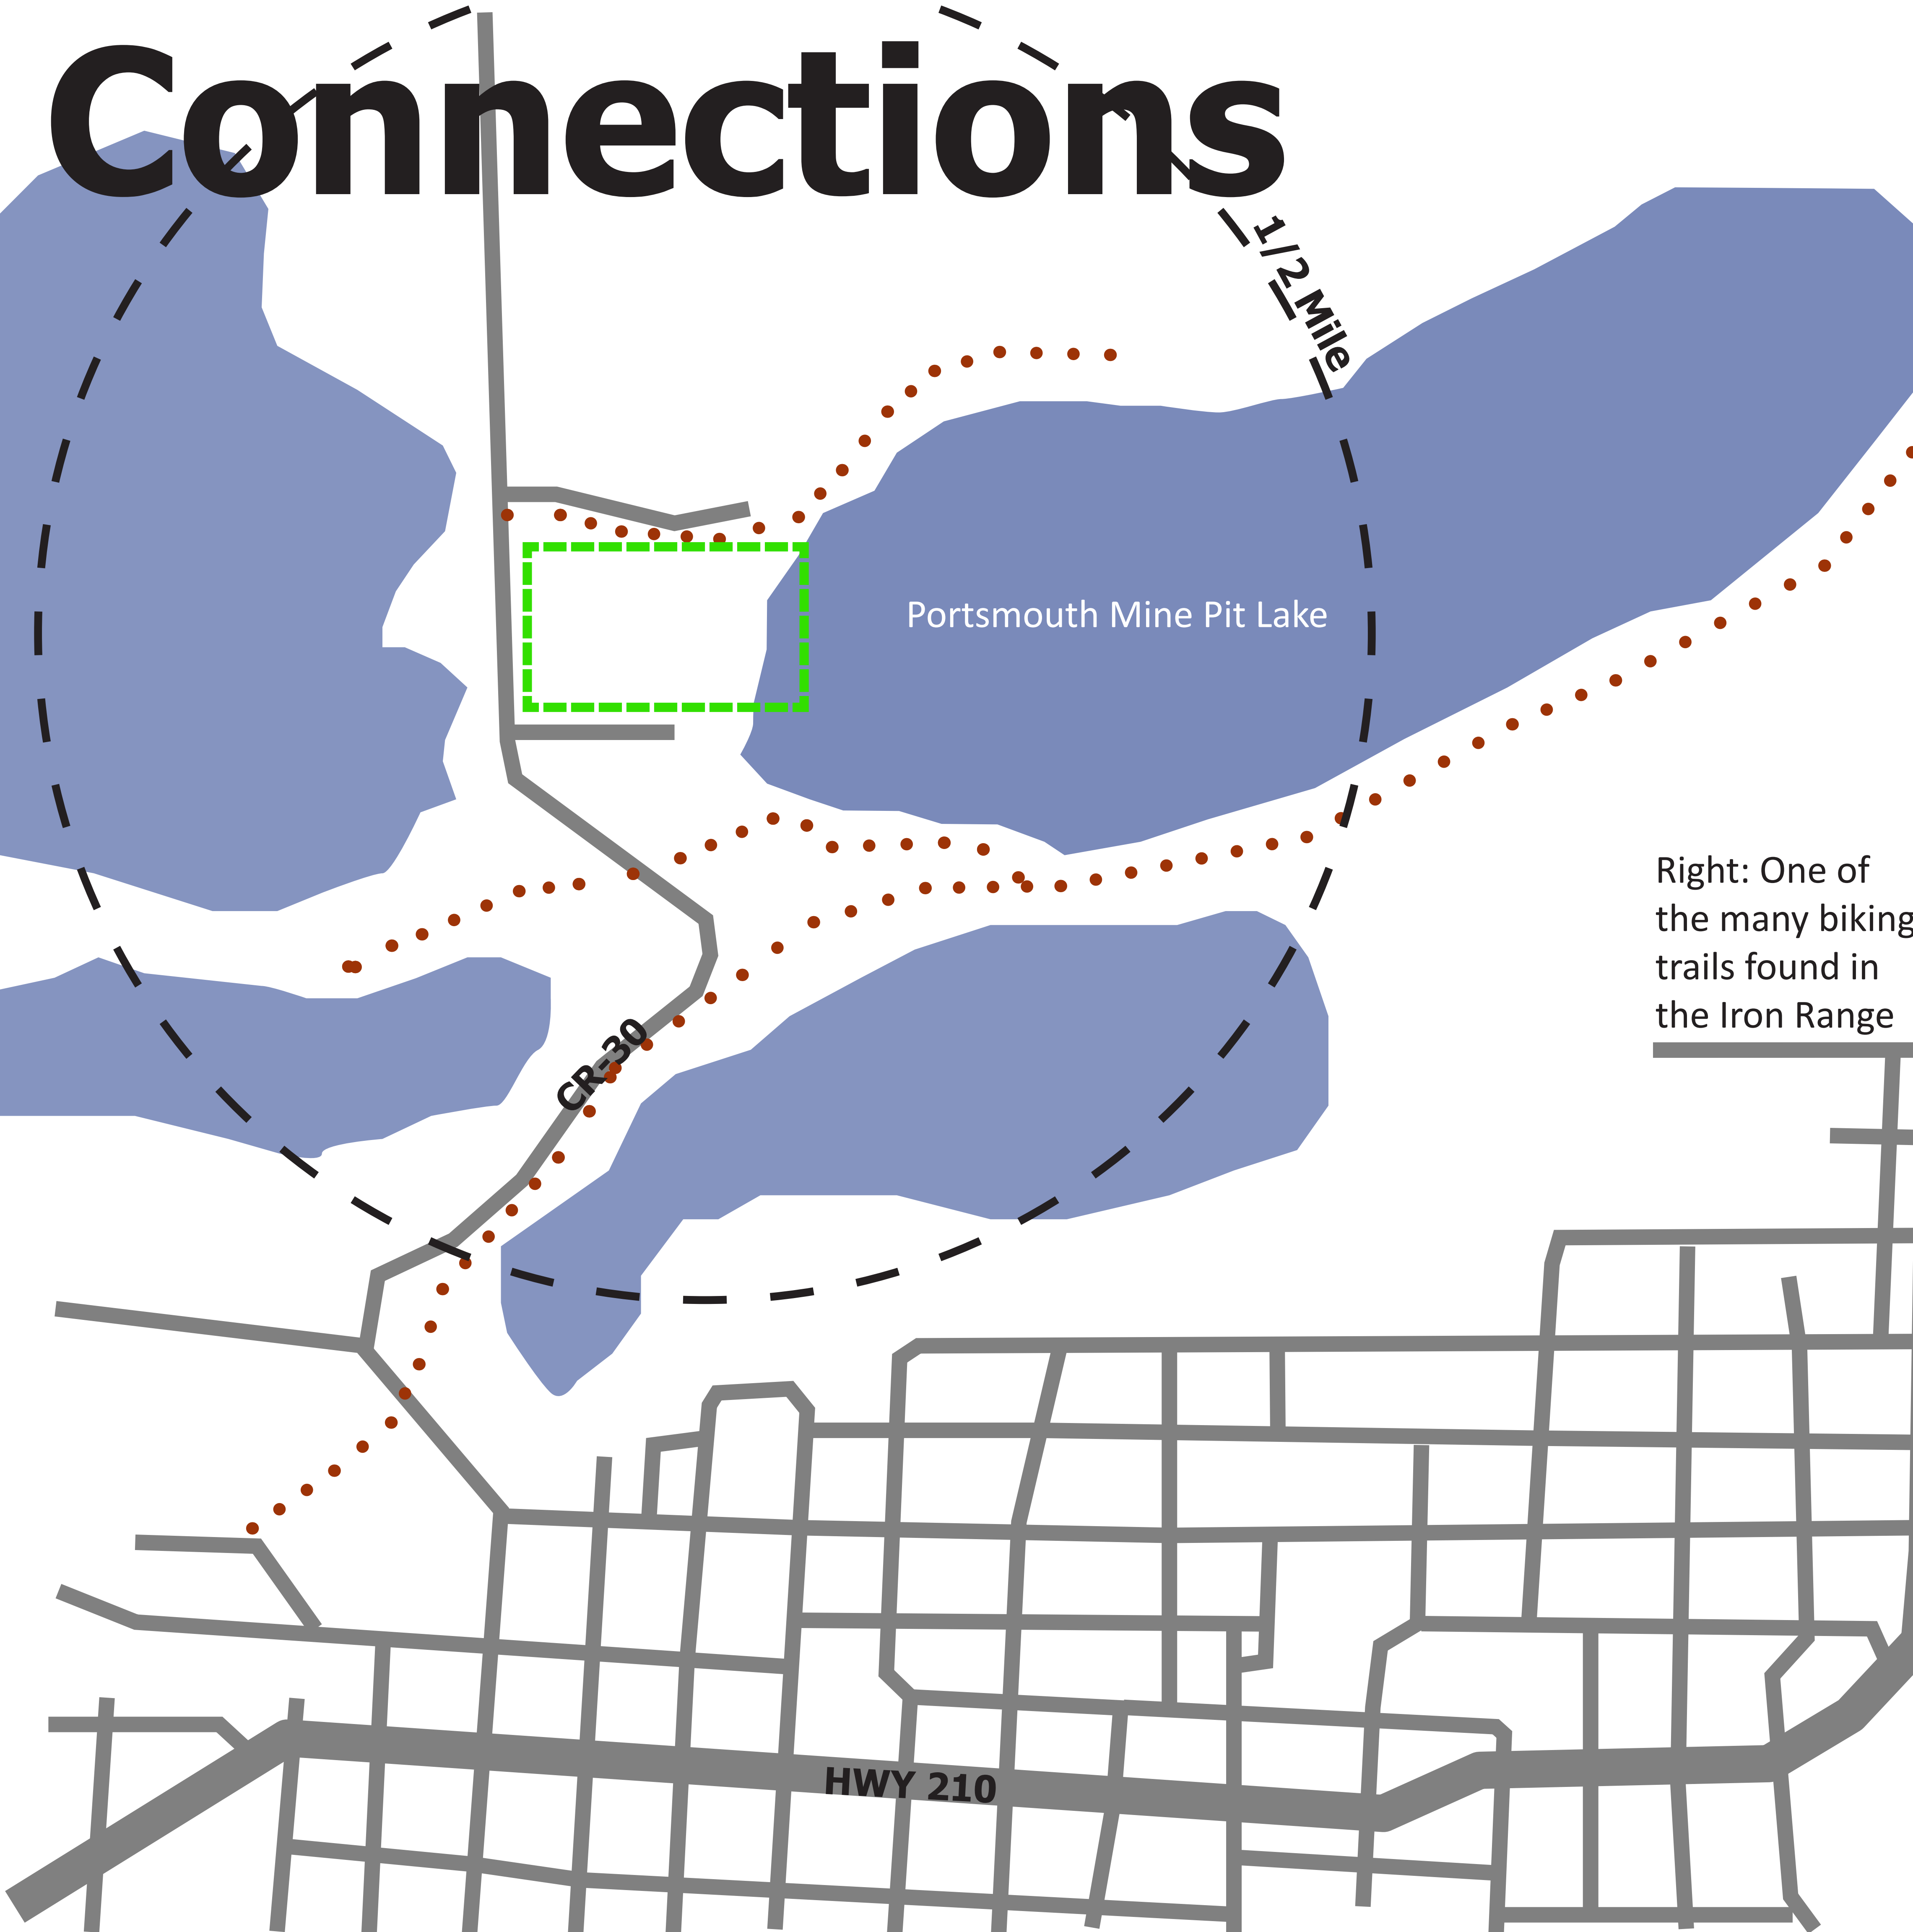 Connections
1/2 Mile
Portsmouth Mine Pit Lake
Right: One of
the many biking
trails found in
the Iron Range
CR-30
HWY 210